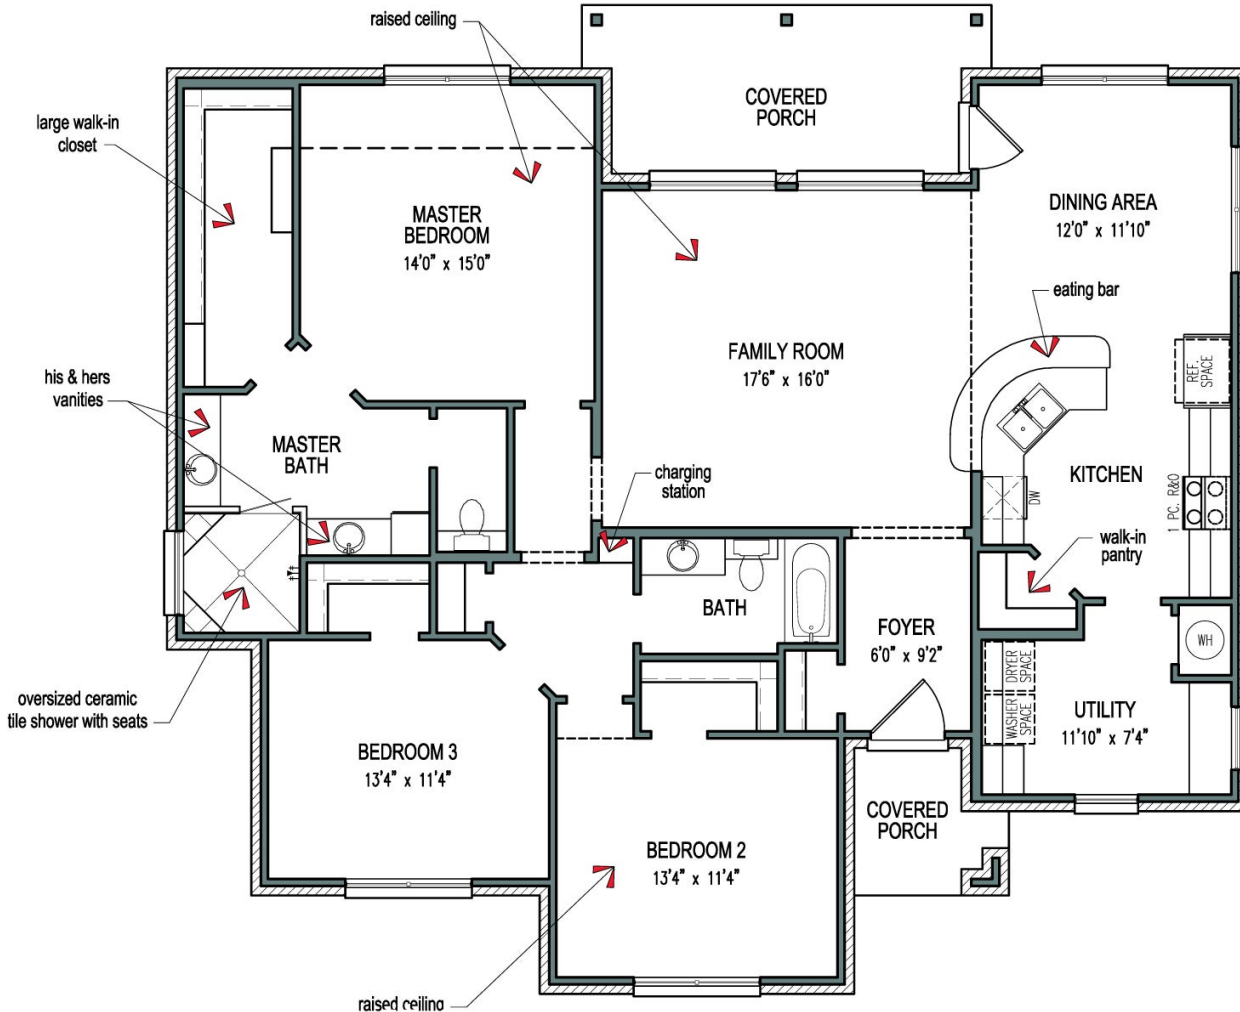 raised ceiling
COVERED
PORCH
large walk-in
closet
MASTER
BEDROOM
14'0" x 15'0"
DINING AREA
12'0" x 11'10"
eating bar
FAMILY ROOM
17'6" x 16'0"
REF.
SPACE
his & hers
vanities
MASTER
BATH
charging
station
KITCHEN
DW
1 PC. R&O
walk-in
pantry
BATH
FOYER
6'0" x 9'2"
WH
DRYER
SPACE
WASHER
SPACE
UTILITY
11'10" x 7'4"
oversized ceramic
tile shower with seats
BEDROOM 3
13'4" x 11'4"
COVERED
PORCH
BEDROOM 2
13'4" x 11'4"
raised ceiling